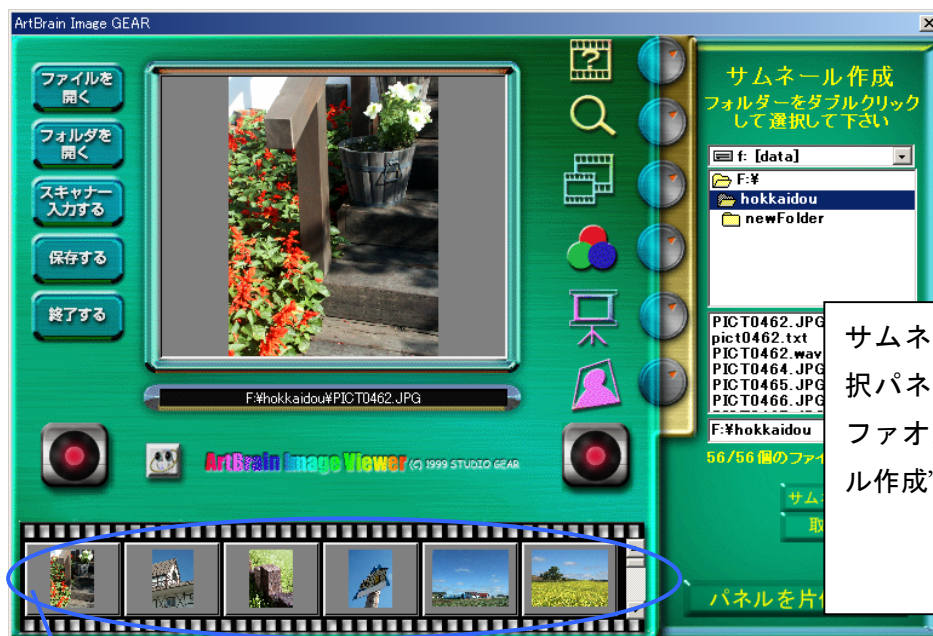 ArtBrain Image GEAR
ファイルを
開く
フォルダを
開く
スキャナー
入力する
保存する
終了する
F:¥hokkaidou¥PICT0462.JPG
ArtBrain Image Viewer (C) 1999 STUDIO GEAR
サムネール作成
フォルダーをダブルクリック
して選択して下さい
f: [data]
F:¥
hokkaidou
newFolder
PICT0462.JPG
pict0462.txt
PICT0462.wav
PICT0464.JPG
PICT0465.JPG
PICT0466.JPG
F:¥hokkaidou
56/56個のファイ
サム
取
パネルを片
サムネ
択パネ
ファオ
ル作成”